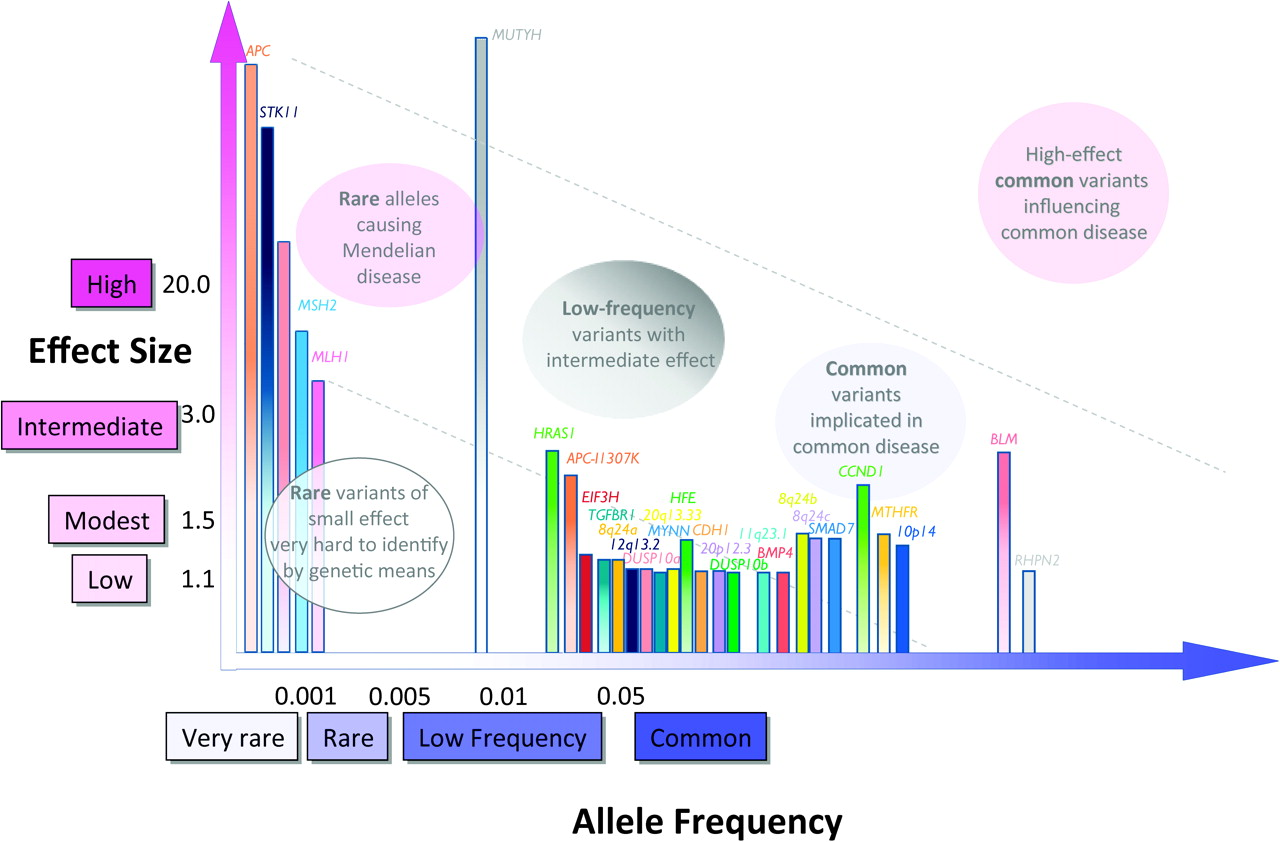 APC
MUTYH
STK11
High-effect
common variants
influencing
common disease
Rare alleles
causing
Mendelian
disease
High 20.0
MSH2
Low-frequency
variants with
intermediate effect
Effect Size
MLH1
Common
variants
implicated in
common disease
Intermediate 3.0
HRAS1
BLM
APC-I1307K
CCND1
Rare variants of
small effect
very hard to identify
by genetic means
EIF3H
HFE
8q24b
TGFBR1
20q13.33
8q24c
MTHFR
Modest 1.5
8q24a
MYNN
CDH1
11q23.1
SMAD7
10p14
12q13.2
20p12.3
BMP4
DUSP10a
DUSP10b
RHPN2
Low 1.1
0.001 0.005 0.01 0.05
Very rare Rare Low Frequency Common
Allele Frequency